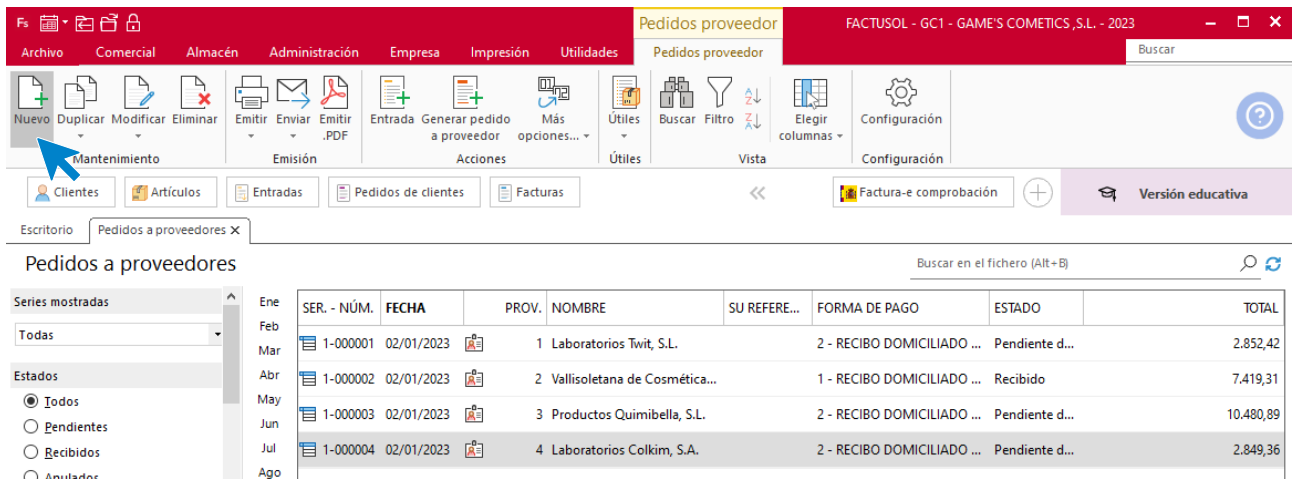 Fs Pedidos proveedor FACTUSOL - GC1 - GAME'S COMETICS ,S.L. - 2023
Archivo Comercial Almacén Administración Empresa Impresión Utilidades Pedidos proveedor Buscar
Nuevo Duplicar Modificar Eliminar Emitir Enviar Emitir .PDF Entrada Generar pedido a proveedor Más opciones... Útiles Buscar Filtro Elegir columnas Configuración
Mantenimiento Emisión Acciones Útiles Vista Configuración
Clientes Artículos Entradas Pedidos de clientes Facturas Factura-e comprobación Versión educativa
Escritorio Pedidos a proveedores X
Pedidos a proveedores Buscar en el fichero (Alt+B)
Series mostradas Ene SER. - NÚM. FECHA PROV. NOMBRE SU REFERE... FORMA DE PAGO ESTADO TOTAL
Todas Feb
Mar 1-000001 02/01/2023 1 Laboratorios Twit, S.L. 2 - RECIBO DOMICILIADO ... Pendiente d... 2.852,42
Estados Abr 1-000002 02/01/2023 2 Vallisoletana de Cosmética... 1 - RECIBO DOMICILIADO ... Recibido 7.419,31
Todos May
Pendientes Jun 1-000003 02/01/2023 3 Productos Quimibella, S.L. 2 - RECIBO DOMICILIADO ... Pendiente d... 10.480,89
Recibidos Jul 1-000004 02/01/2023 4 Laboratorios Colkim, S.A. 2 - RECIBO DOMICILIADO ... Pendiente d... 2.849,36
Anulados Ago